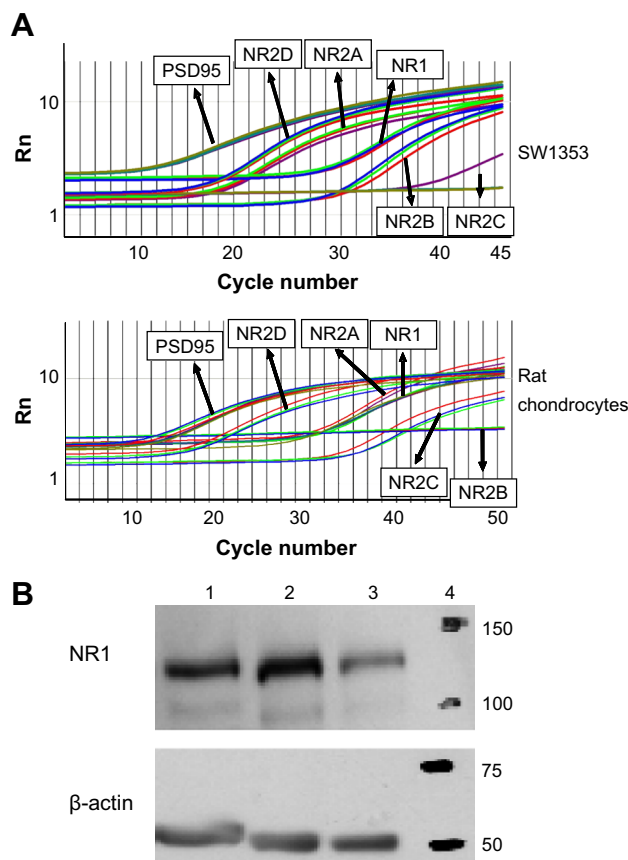 A
PSD95
NR2D
NR2A
NR1
10
Rn
1
SW1353
NR2B
NR2C
10
20
30
40
45
Cycle number
PSD95
NR2D
NR2A
NR1
10
Rn
1
Rat
chondrocytes
NR2C
NR2B
10
20
30
40
50
Cycle number
B
1
2
3
4
NR1
150
100
β-actin
75
50